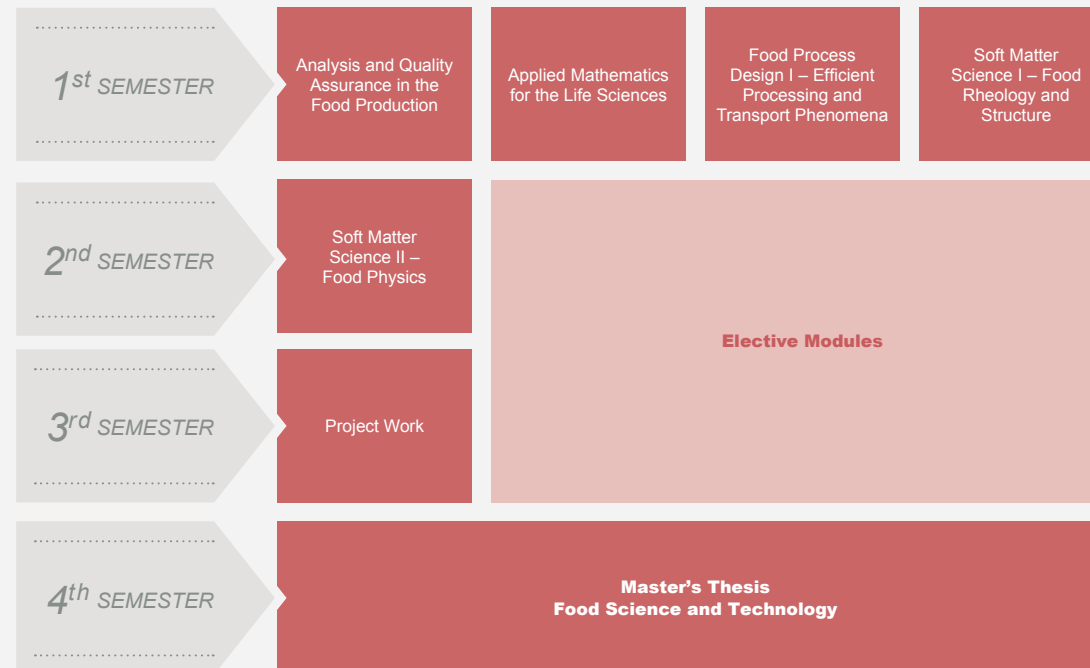 1st SEMESTER
Analysis and Quality
Assurance in the
Food Production
Applied Mathematics
for the Life Sciences
Food Process
Design I – Efficient
Processing and
Transport Phenomena
Soft Matter
Science I – Food
Rheology and
Structure
2nd SEMESTER
Soft Matter
Science II –
Food Physics
Elective Modules
3rd SEMESTER
Project Work
4th SEMESTER
Master’s Thesis
Food Science and Technology